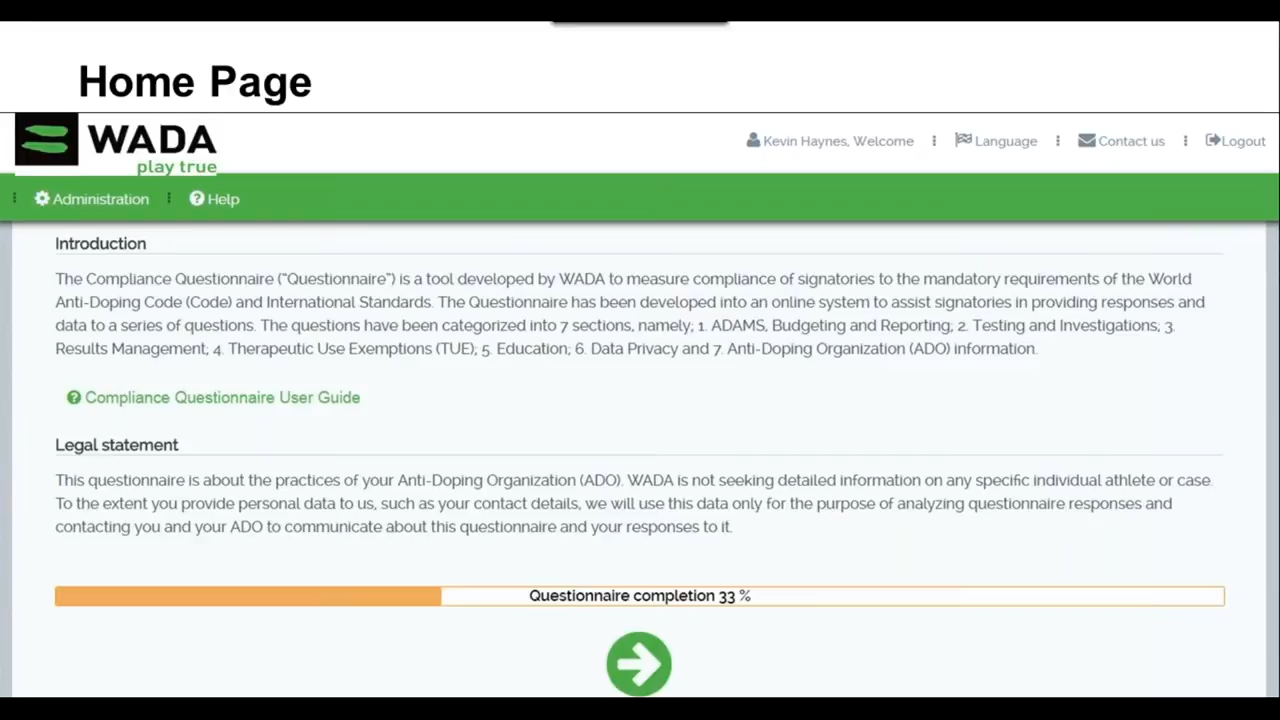 Home Page
WADA
play true
Kevin Haynes, Welcome
Language
Contact us
Logout
Administration
Help
Introduction
The Compliance Questionnaire ("Questionnaire") is a tool developed by WADA to measure compliance of signatories to the mandatory requirements of the World
Anti-Doping Code (Code) and International Standards. The Questionnaire has been developed into an online system to assist signatories in providing responses and
data to a series of questions. The questions have been categorized into 7 sections, namely; 1. ADAMS, Budgeting and Reporting; 2. Testing and Investigations; 3.
Results Management; 4. Therapeutic Use Exemptions (TUE); 5. Education; 6. Data Privacy and 7. Anti-Doping Organization (ADO) information.
Compliance Questionnaire User Guide
Legal statement
This questionnaire is about the practices of your Anti-Doping Organization (ADO). WADA is not seeking detailed information on any specific individual athlete or case.
To the extent you provide personal data to us, such as your contact details, we will use this data only for the purpose of analyzing questionnaire responses and
contacting you and your ADO to communicate about this questionnaire and your responses to it.
Questionnaire completion 33 %